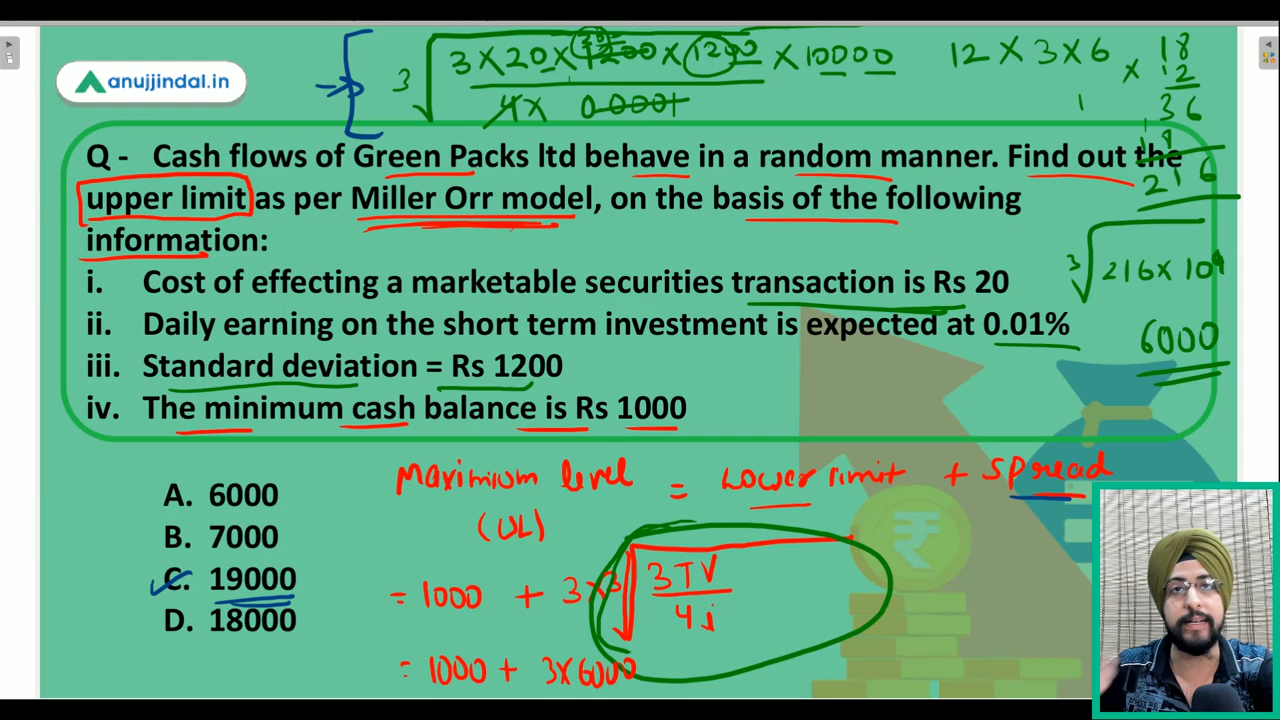 3 3×20×1200×1200 ×10000
4× 0.0001
12×3×6
18
× 12
36
18
216
anujjindal.in
Q - Cash flows of Green Packs ltd behave in a random manner. Find out the
upper limit as per Miller Orr model, on the basis of the following
information:
i. Cost of effecting a marketable securities transaction is Rs 20
ii. Daily earning on the short term investment is expected at 0.01%
iii. Standard deviation = Rs 1200
iv. The minimum cash balance is Rs 1000
3√216×10⁹
6000
A. 6000
B. 7000
C. 19000
D. 18000
Maximium level = Lower limit + Spread
(UL)
= 1000 + 3×3√3TV
4i
= 1000 + 3×6000